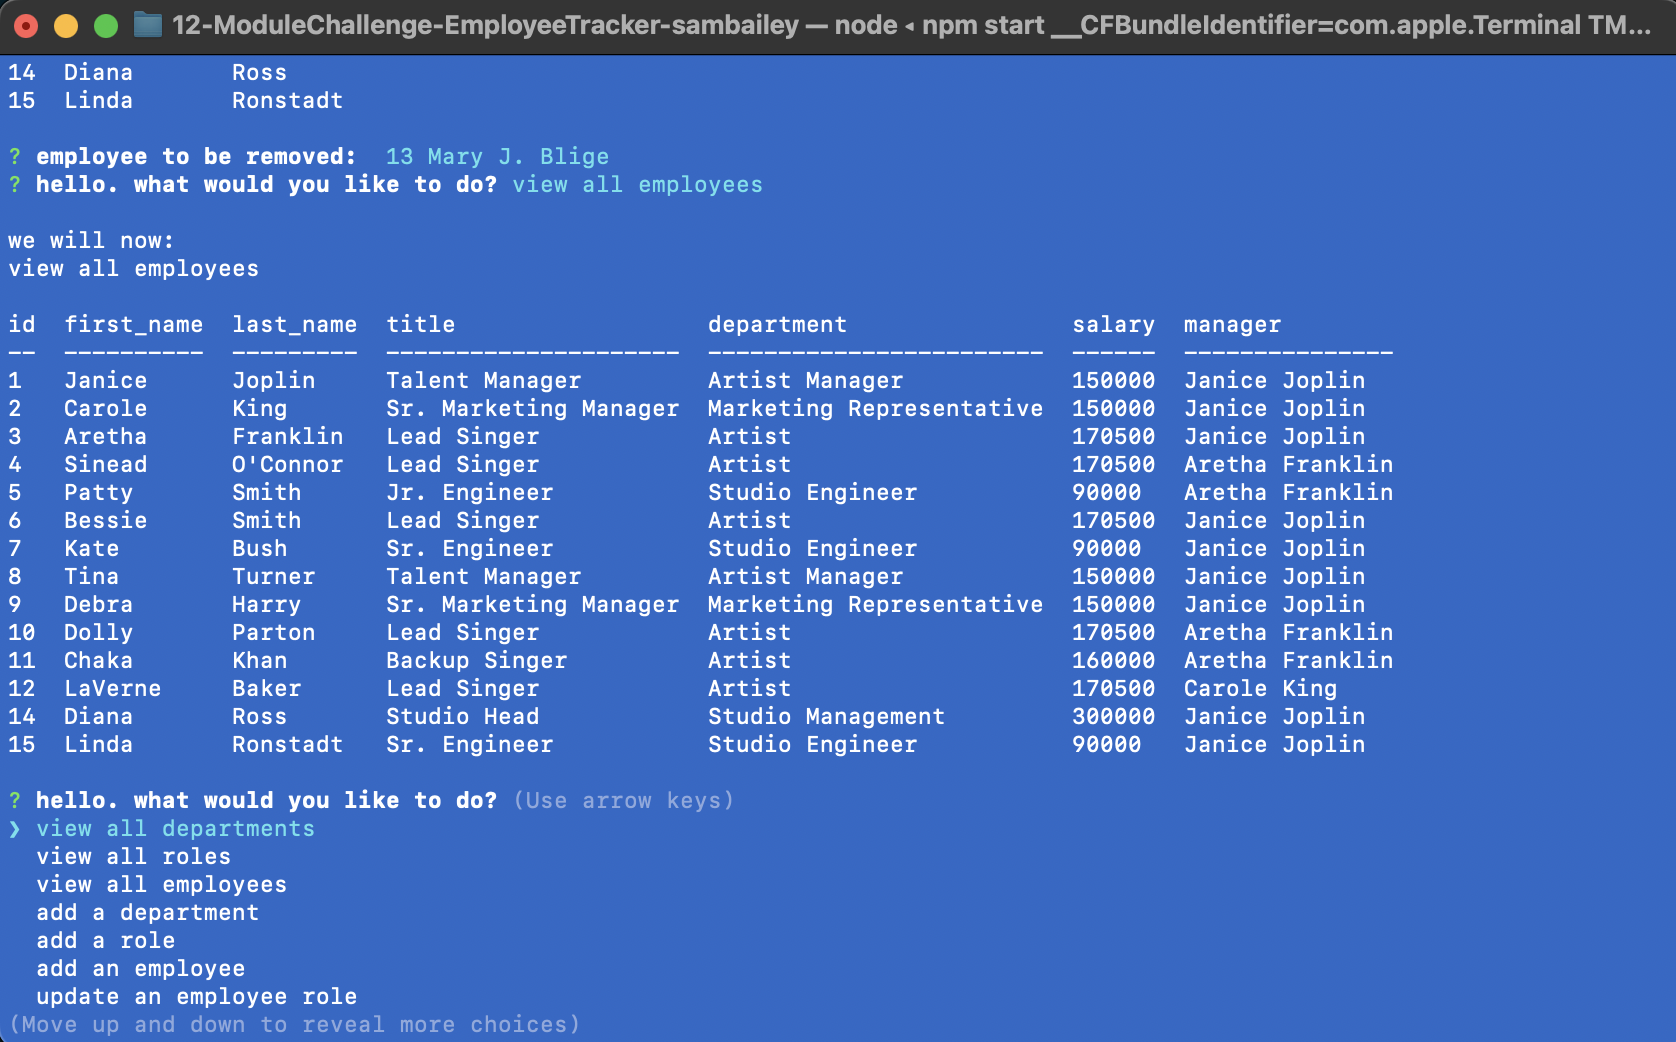 12-ModuleChallenge-EmployeeTracker-sambailey — node ◂ npm start __CFBundleIdentifier=com.apple.Terminal TM...
14  Diana       Ross
15  Linda       Ronstadt
? employee to be removed:  13 Mary J. Blige
? hello. what would you like to do? view all employees
we will now:
view all employees
id  first_name  last_name  title                  department                salary  manager
--  ----------  ---------  ---------------------  ------------------------  ------  ---------------
1   Janice      Joplin     Talent Manager         Artist Manager            150000  Janice Joplin
2   Carole      King       Sr. Marketing Manager  Marketing Representative  150000  Janice Joplin
3   Aretha      Franklin   Lead Singer            Artist                    170500  Janice Joplin
4   Sinead      O'Connor   Lead Singer            Artist                    170500  Aretha Franklin
5   Patty       Smith      Jr. Engineer           Studio Engineer           90000   Aretha Franklin
6   Bessie      Smith      Lead Singer            Artist                    170500  Janice Joplin
7   Kate        Bush       Sr. Engineer           Studio Engineer           90000   Janice Joplin
8   Tina        Turner     Talent Manager         Artist Manager            150000  Janice Joplin
9   Debra       Harry      Sr. Marketing Manager  Marketing Representative  150000  Janice Joplin
10  Dolly       Parton     Lead Singer            Artist                    170500  Aretha Franklin
11  Chaka       Khan       Backup Singer          Artist                    160000  Aretha Franklin
12  LaVerne     Baker      Lead Singer            Artist                    170500  Carole King
14  Diana       Ross       Studio Head            Studio Management         300000  Janice Joplin
15  Linda       Ronstadt   Sr. Engineer           Studio Engineer           90000   Janice Joplin
? hello. what would you like to do? (Use arrow keys)
❯ view all departments
  view all roles
  view all employees
  add a department
  add a role
  add an employee
  update an employee role
(Move up and down to reveal more choices)